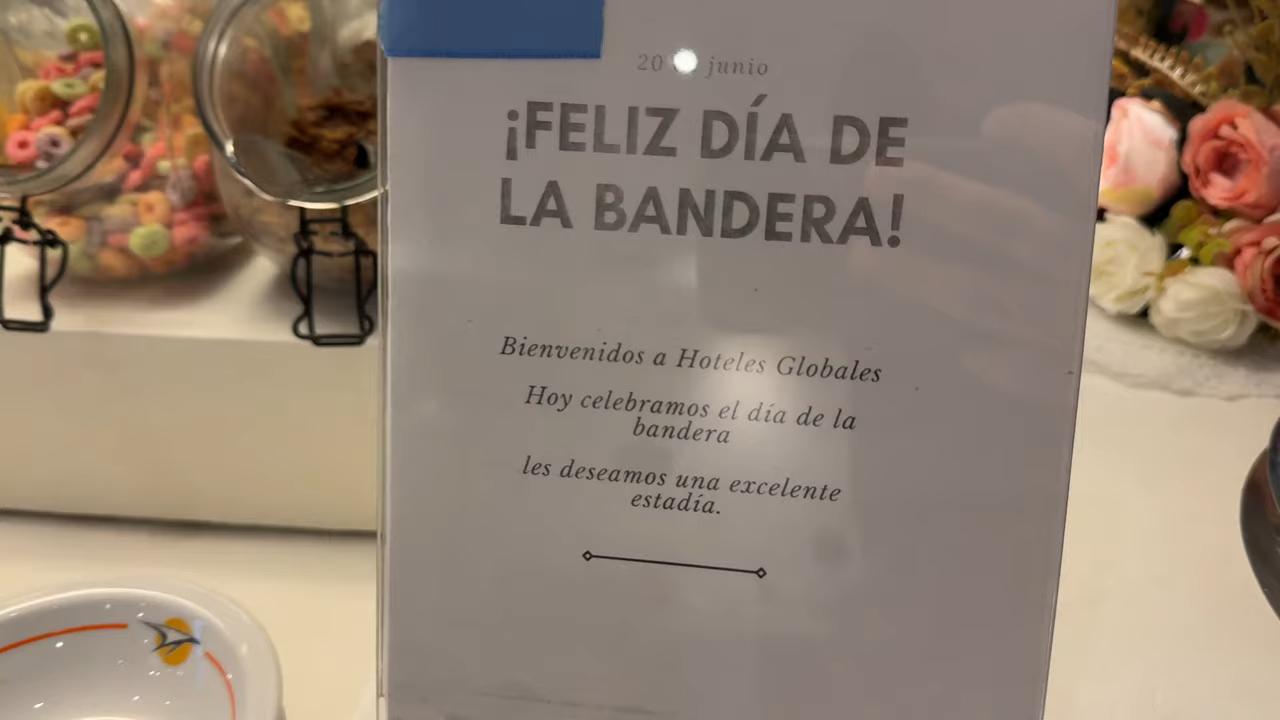 20 junio
¡FELIZ DÍA DE
LA BANDERA!
Bienvenidos a Hoteles Globales
Hoy celebramos el día de la
bandera
les deseamos una excelente
estadía.